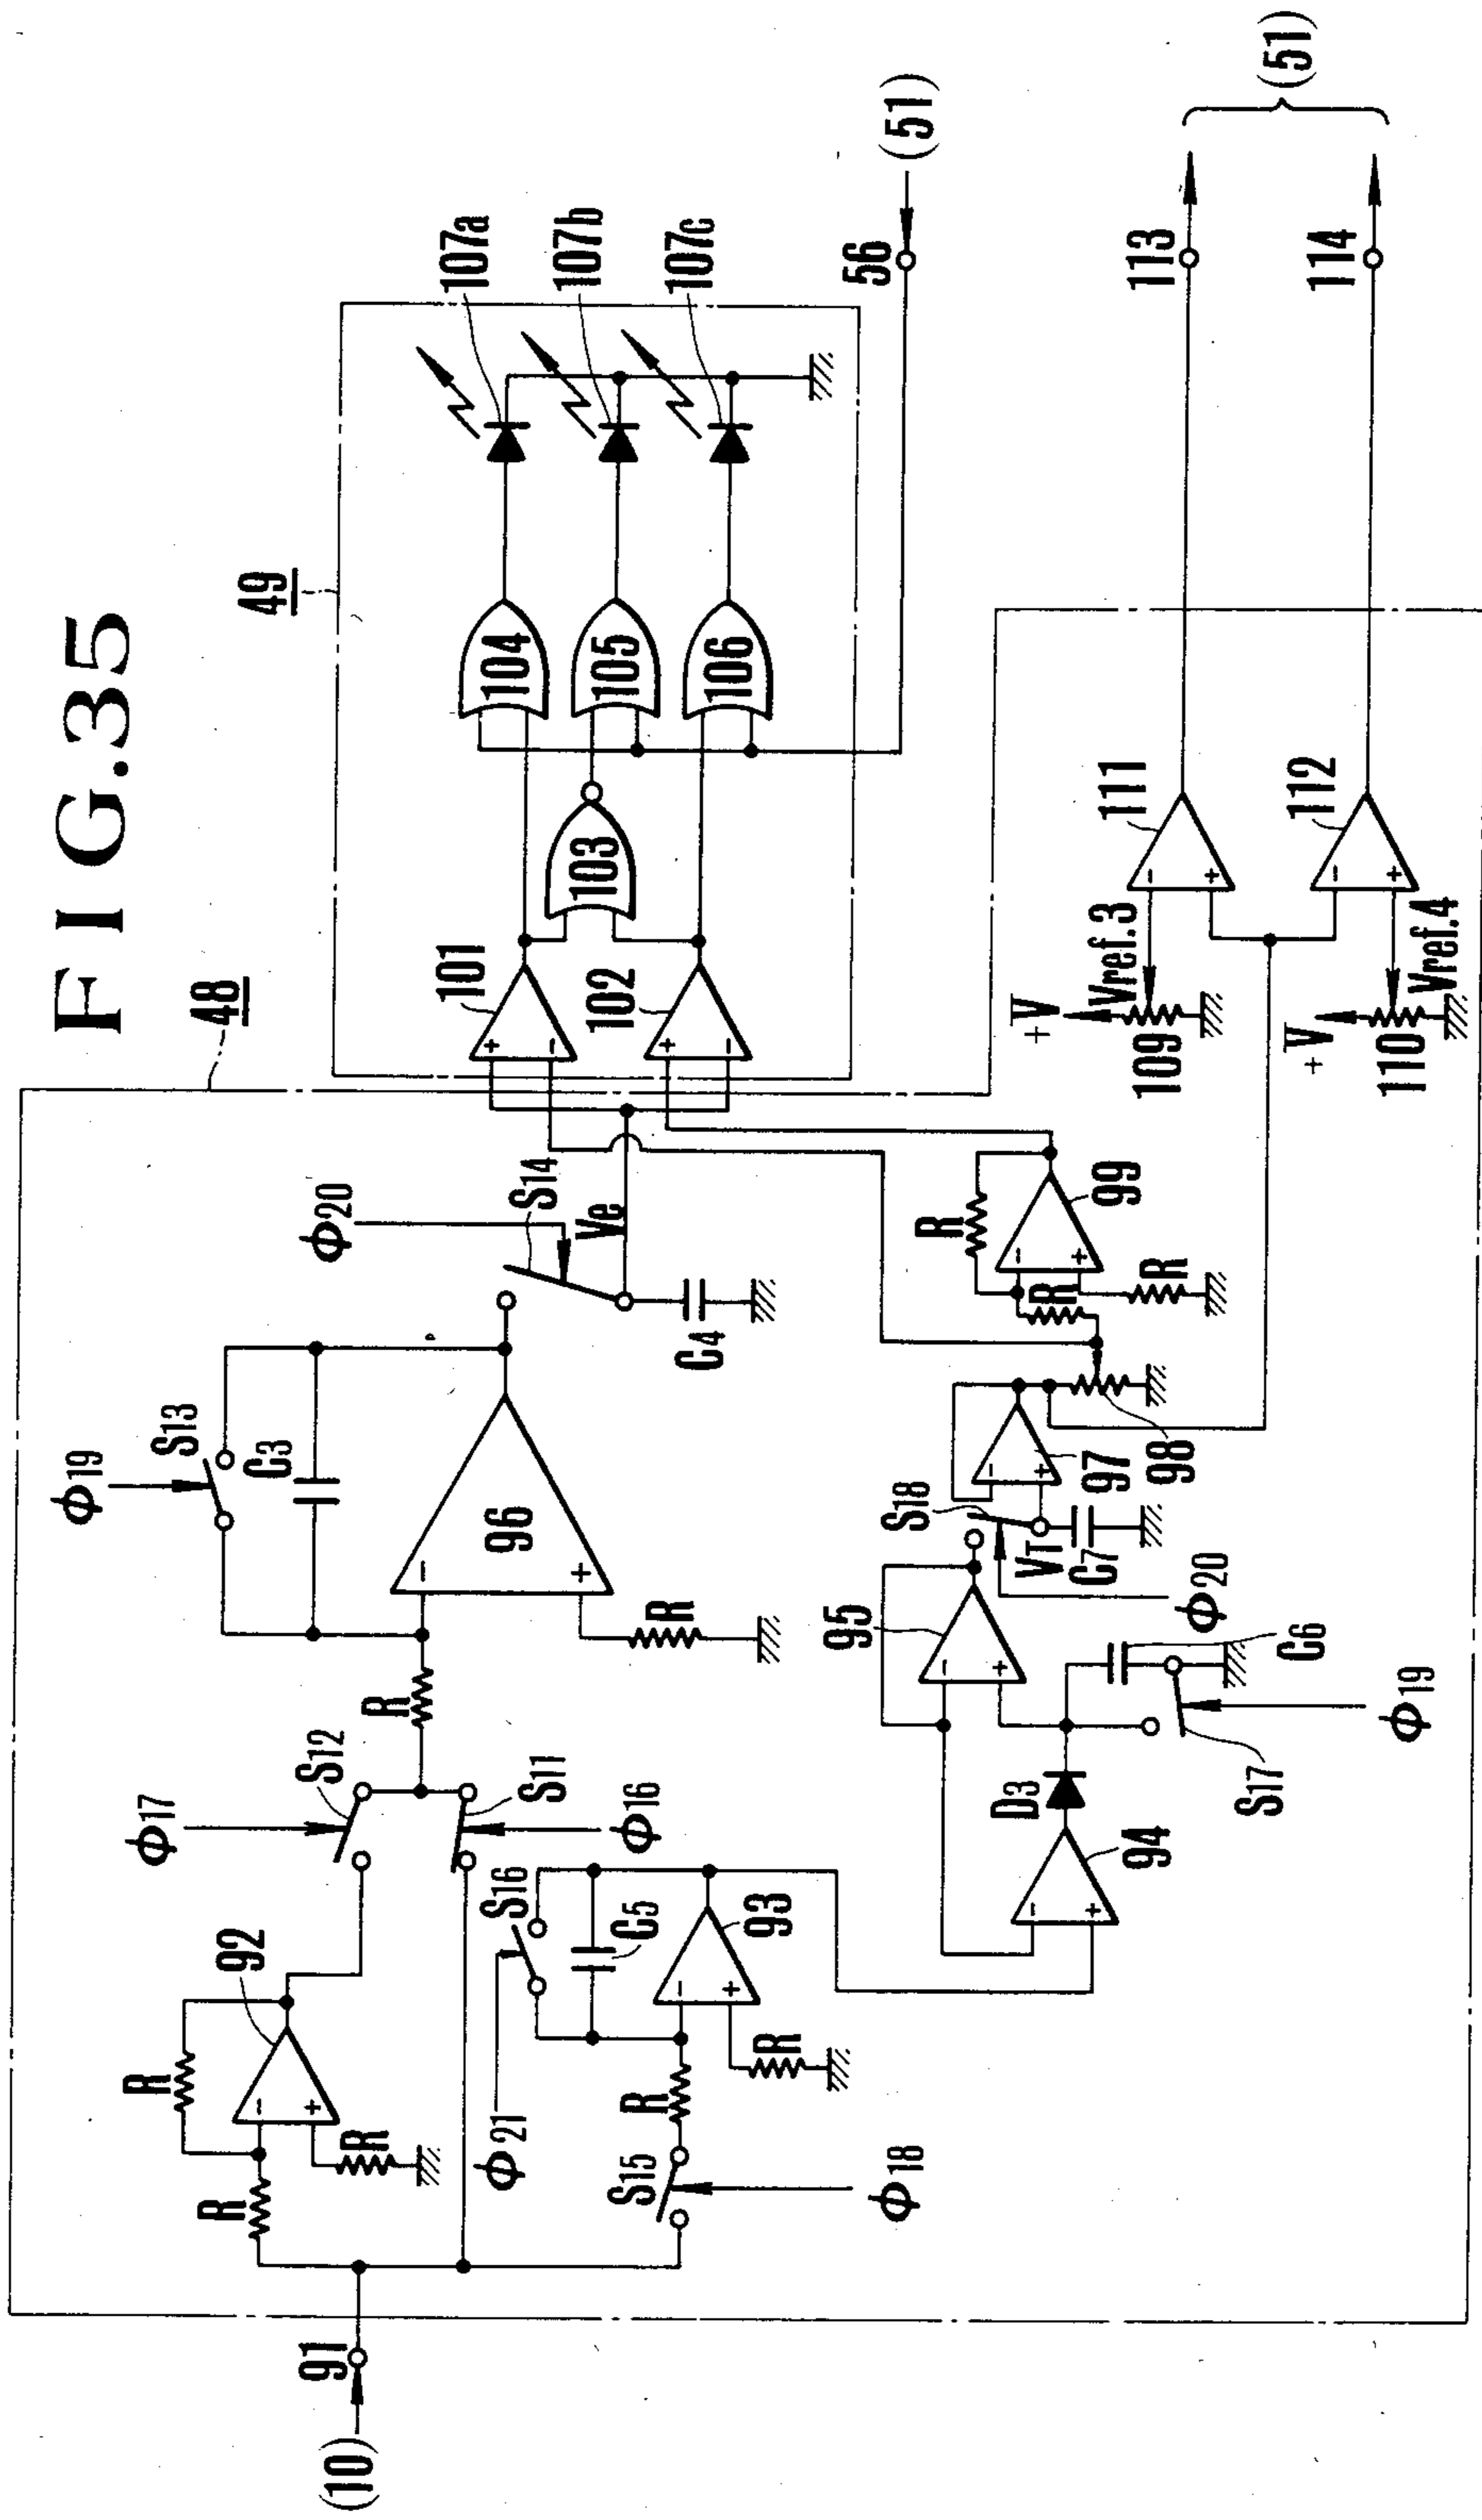 FIG.35
(10)
91
48
R
92
R
R
Φ17
S12
S11
Φ16
R
Φ19
S13
C3
96
R
Φ20
S14
Ve
C4
Φ21
S16
C5
93
R
R
S15
Φ18
94
D3
95
C6
S17
Φ19
S18
VT
C7
Φ20
97
98
R
R
R
99
49
101
102
103
104
105
106
107a
107b
107c
56
(51)
+V
Vref.3
109
+V
Vref.4
110
111
112
113
114
(51)